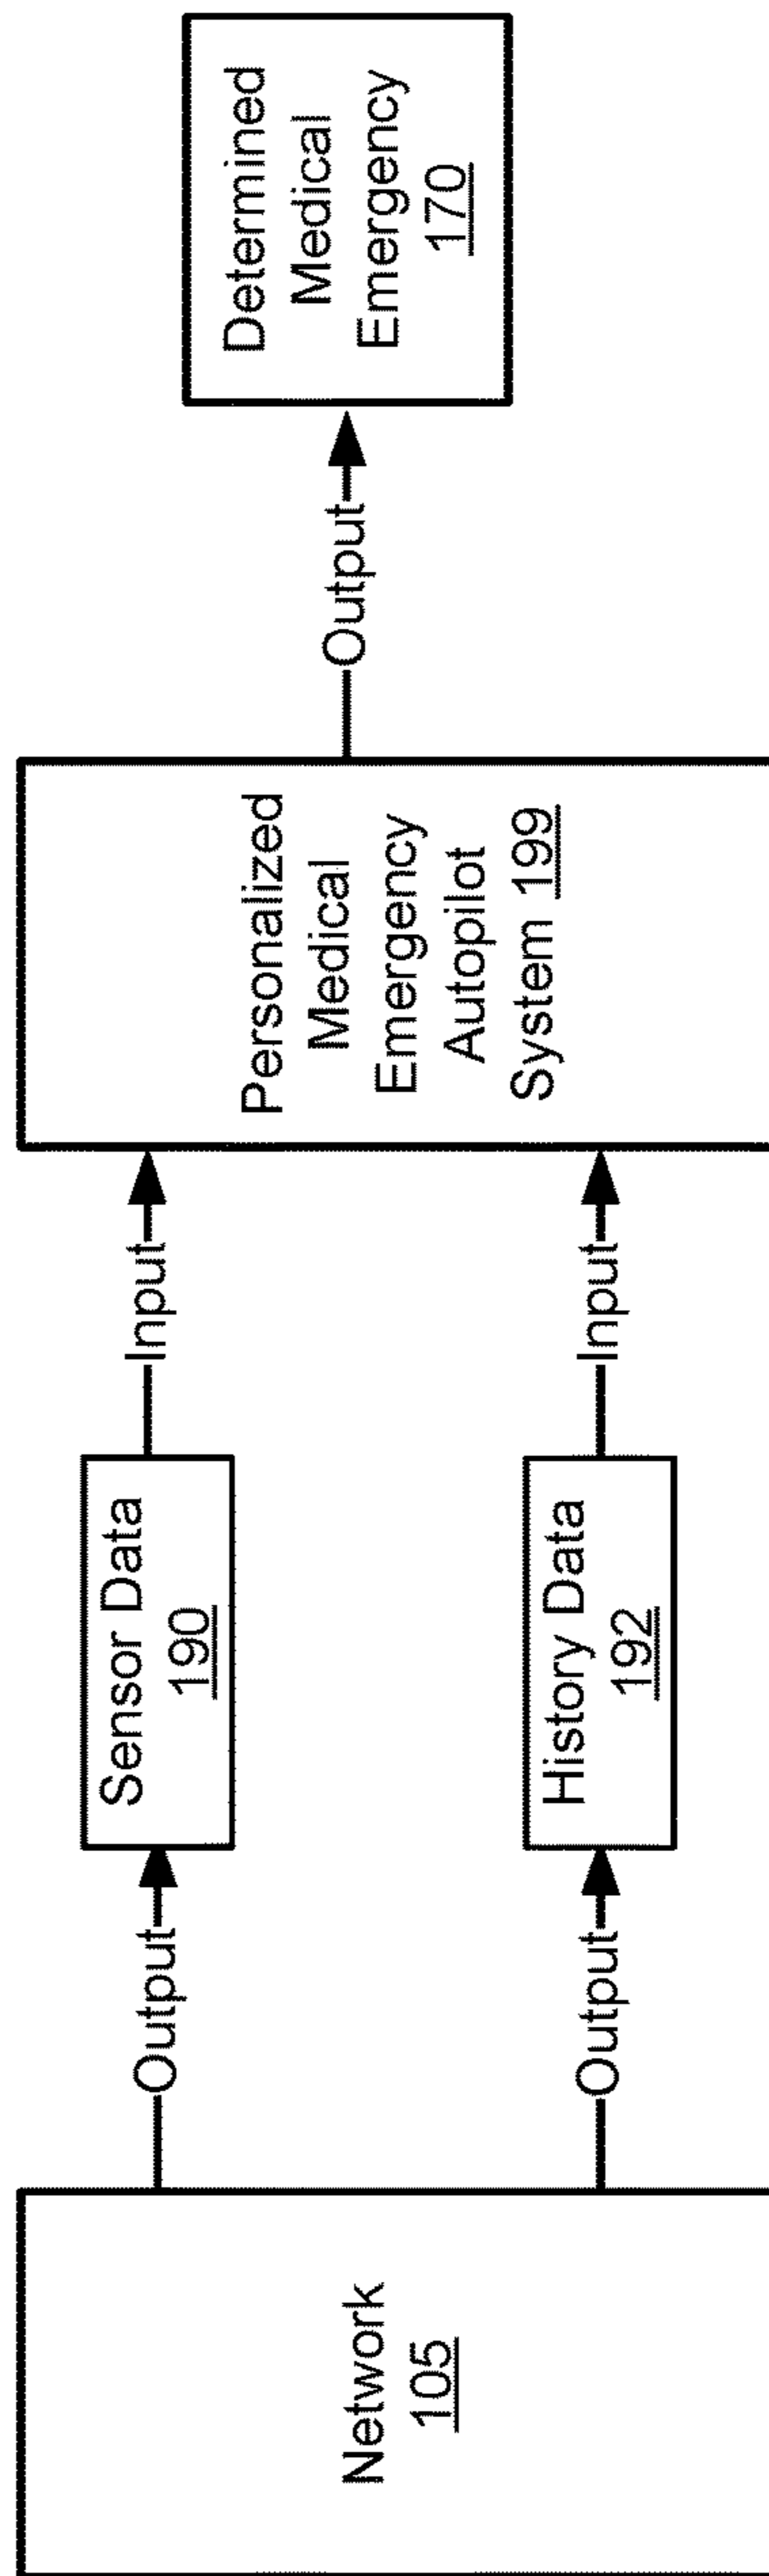 Network
105
Output
Output
Sensor Data
190
History Data
192
Input
Input
Personalized
Medical
Emergency
Autopilot
System 199
Output
Determined
Medical
Emergency
170